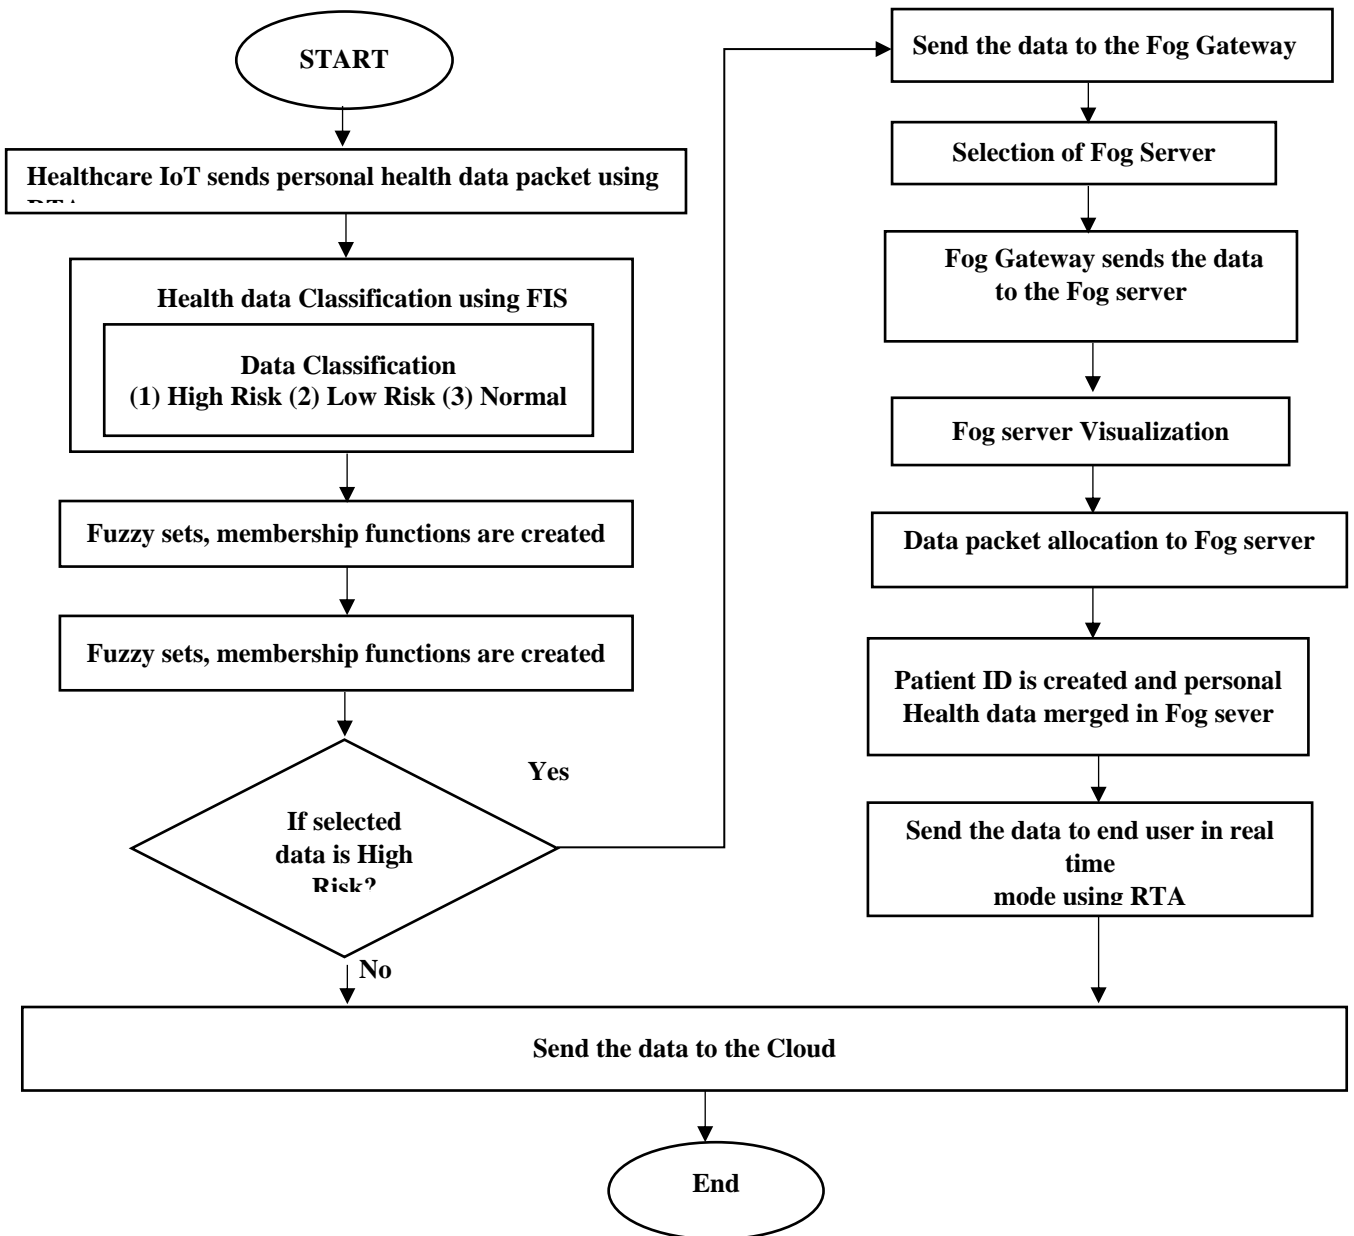 START
Healthcare IoT sends personal health data packet using
Health data Classification using FIS
Data Classification
(1) High Risk (2) Low Risk (3) Normal
Fuzzy sets, membership functions are created
Fuzzy sets, membership functions are created
If selected
data is High
Risk?
Yes
No
Send the data to the Fog Gateway
Selection of Fog Server
Fog Gateway sends the data
to the Fog server
Fog server Visualization
Data packet allocation to Fog server
Patient ID is created and personal
Health data merged in Fog sever
Send the data to end user in real
time
mode using RTA
Send the data to the Cloud
End